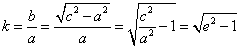 k = b/a = √(c² − a²)/a = √(c²/a² − 1) = √(e² − 1)